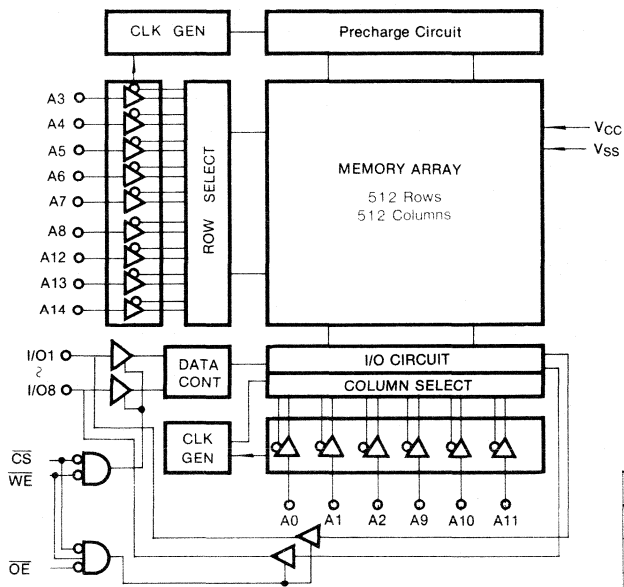 CLK GEN
Precharge Circuit
A3
A4
A5
A6
A7
A8
A12
A13
A14
ROW SELECT
MEMORY ARRAY
512 Rows
512 Columns
VCC
VSS
I/O1
~
I/O8
DATA
CONT
I/O CIRCUIT
COLUMN SELECT
CLK
GEN
CS
WE
OE
A0 A1 A2 A9 A10 A11